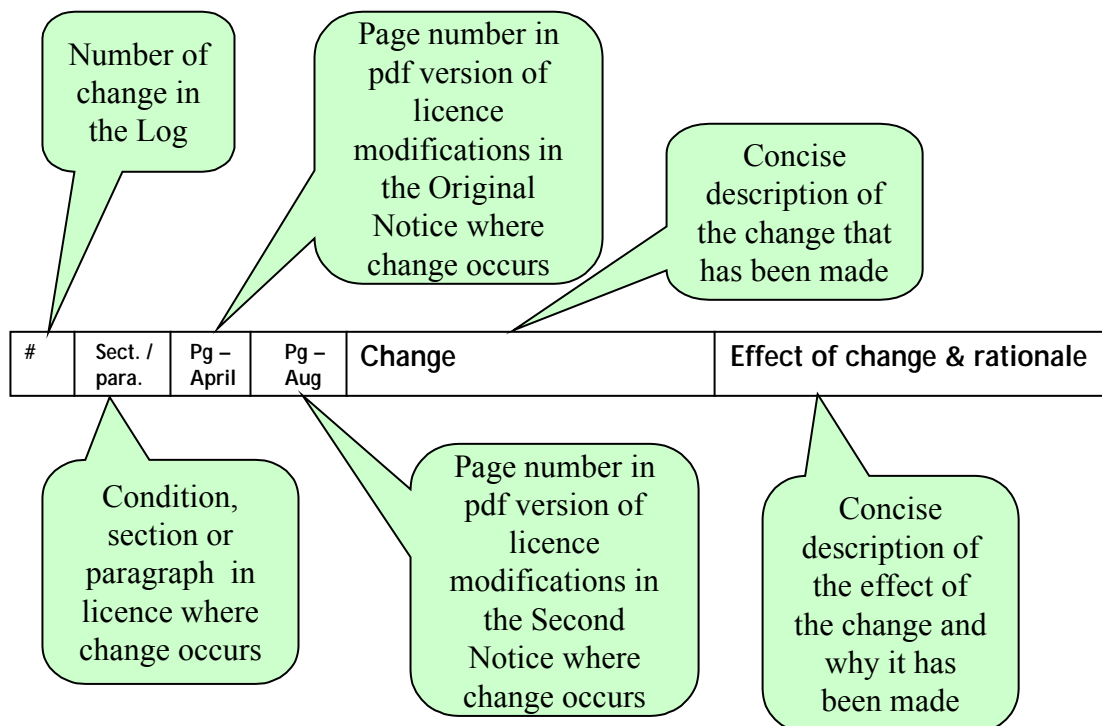 Number of
change in
the Log
Page number in
pdf version of
licence
modifications in
the Original
Notice where
change occurs
Concise
description of
the change that
has been made
# Sect. / Pg – Pg – Change Effect of change & rationale
para. April Aug
Condition,
section or
paragraph in
licence where
change occurs
Page number in
pdf version of
licence
modifications in
the Second
Notice where
change occurs
Concise
description of
the effect of
the change and
why it has
been made